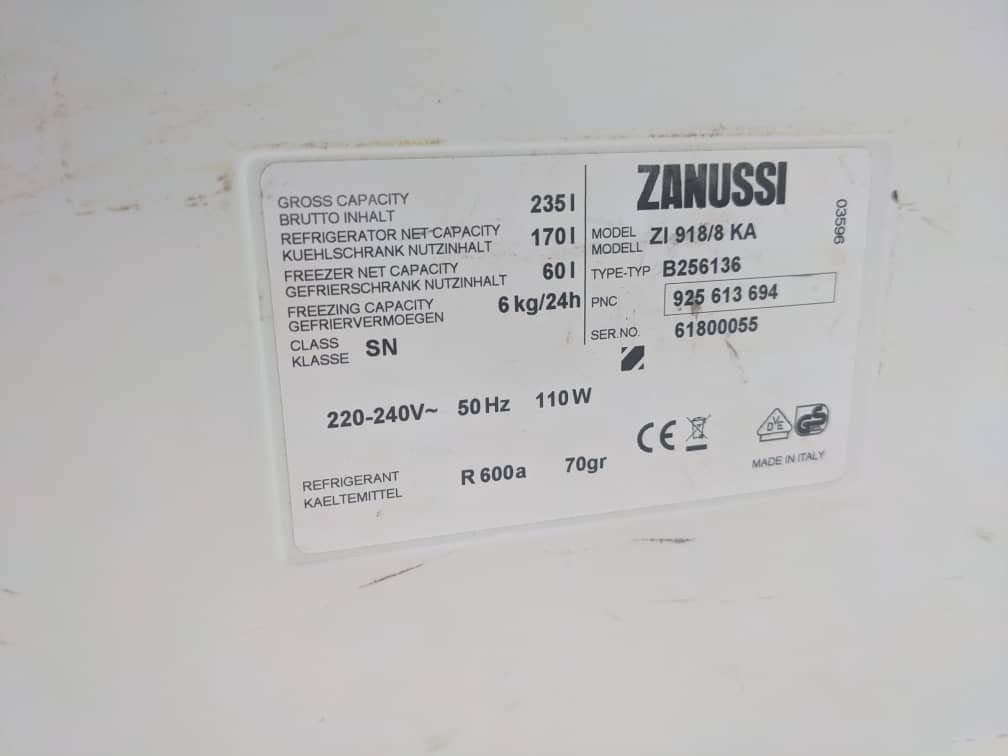 GROSS CAPACITY
BRUTTO INHALT 235 l
REFRIGERATOR NET CAPACITY
KUEHLSCHRANK NUTZINHALT 170 l
FREEZER NET CAPACITY
GEFRIERSCHRANK NUTZINHALT 60 l
FREEZING CAPACITY
GEFRIERVERMOEGEN 6 kg/24h
CLASS
KLASSE SN
ZANUSSI
MODEL
MODELL ZI 918/8 KA
TYPE-TYP B256136
PNC 925 613 694
SER.NO. 61800055
03596
220-240V~ 50 Hz 110 W
REFRIGERANT
KAELTEMITTEL R 600a 70gr
CE
DVE
GS
MADE IN ITALY